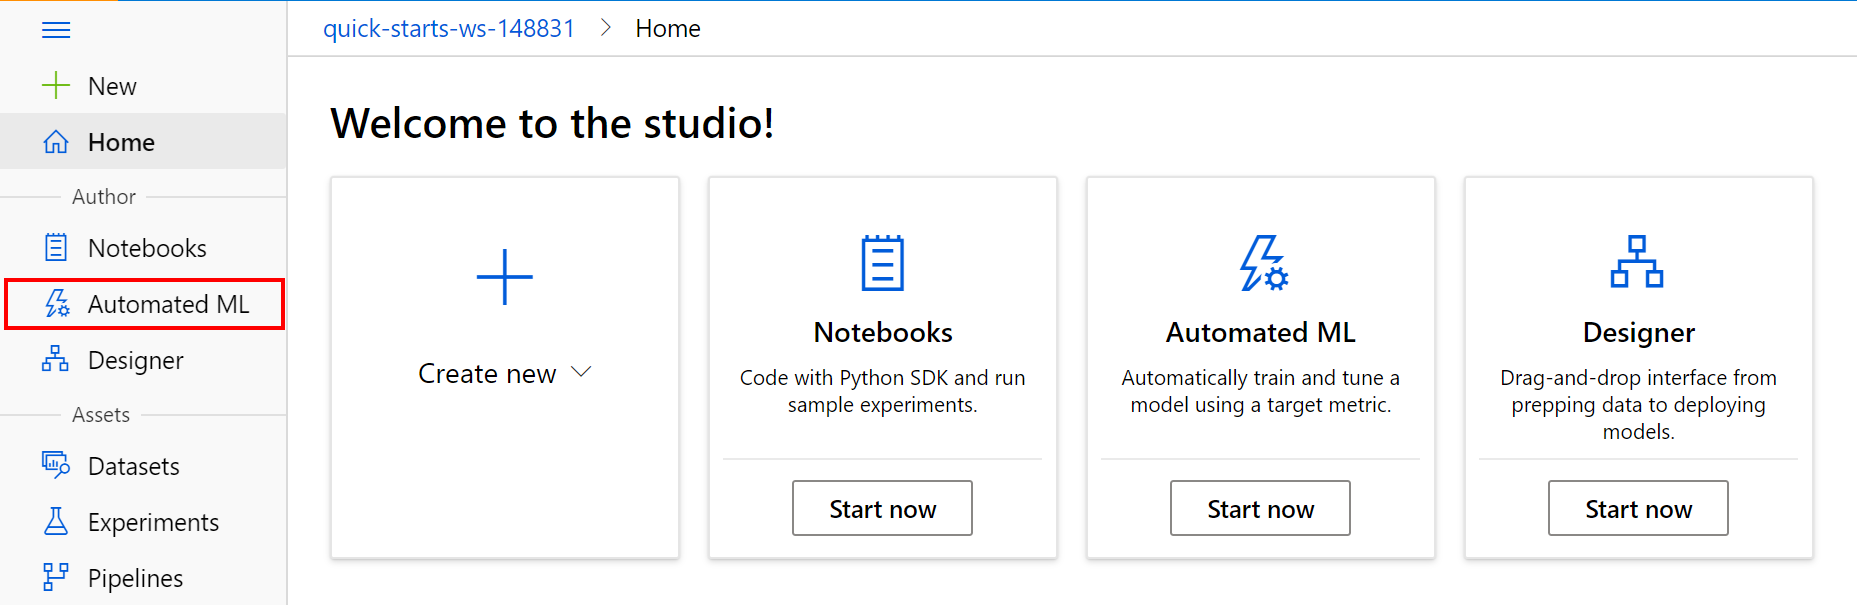 quick-starts-ws-148831 > Home
New
Home
Author
Notebooks
Automated ML
Designer
Assets
Datasets
Experiments
Pipelines
Welcome to the studio!
Create new
Notebooks
Code with Python SDK and run
sample experiments.
Start now
Automated ML
Automatically train and tune a
model using a target metric.
Start now
Designer
Drag-and-drop interface from
prepping data to deploying
models.
Start now